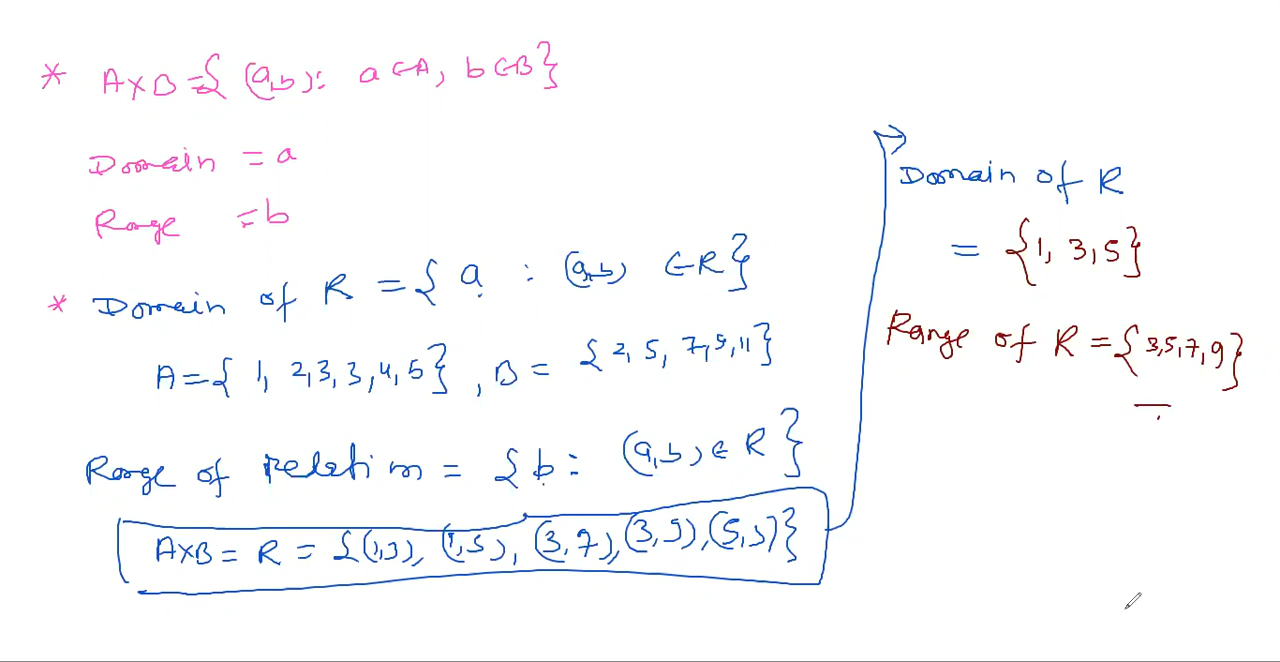 * A×B={ (a,b): a∈A, b∈B}
Domain = a
Range = b
* Domain of R = { a : (a,b) ∈R}
A={ 1, 2,3,3,4,5} , B = { 2, 5, 7,9,11}
Range of relation = { b: (a,b)∈ R }
A×B = R = {(1,3), (1,5), (3,7),(3,9),(5,3)}
Domain of R
= {1, 3,5}
Range of R = {3,5,7,9}